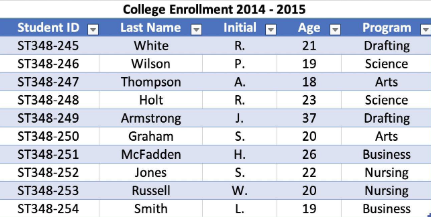 College Enrollment 2014 - 2015
Student ID Last Name Initial Age Program
ST348-245 White R. 21 Drafting
ST348-246 Wilson P. 19 Science
ST348-247 Thompson A. 18 Arts
ST348-248 Holt R. 23 Science
ST348-249 Armstrong J. 37 Drafting
ST348-250 Graham S. 20 Arts
ST348-251 McFadden H. 26 Business
ST348-252 Jones S. 22 Nursing
ST348-253 Russell W. 20 Nursing
ST348-254 Smith L. 19 Business